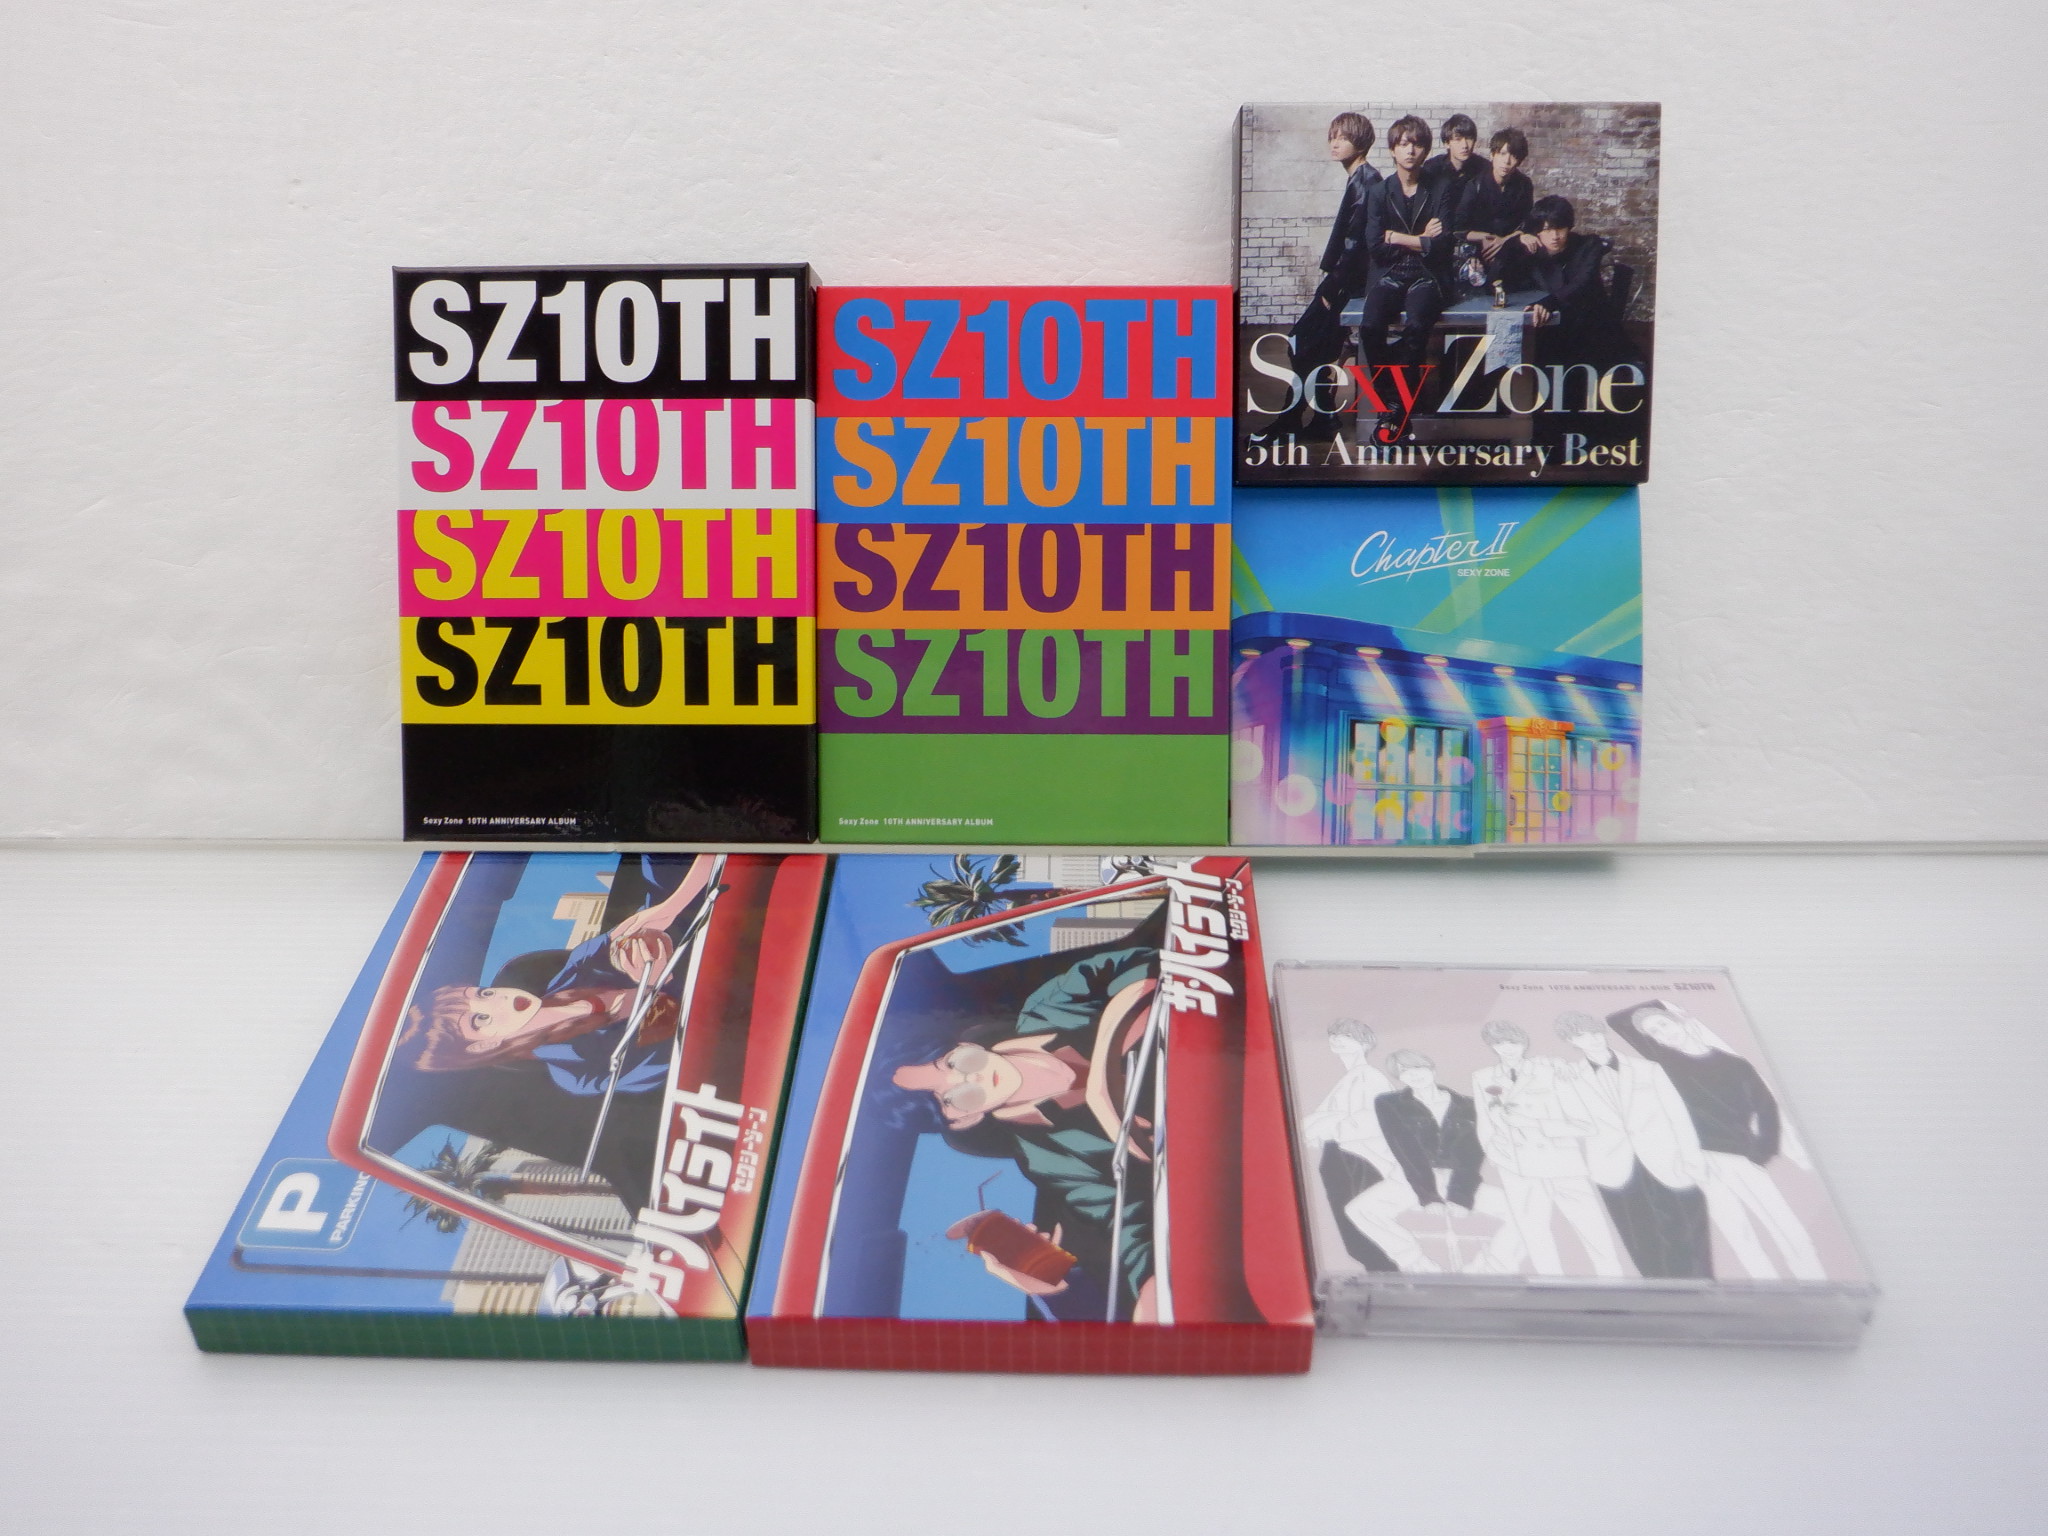 SZ10TH
SZ10TH
SZ10TH
SZ10TH
Sexy Zone 10TH ANNIVERSARY ALBUM
SZ10TH
SZ10TH
SZ10TH
SZ10TH
Sexy Zone 10TH ANNIVERSARY ALBUM
Sexy Zone
5th Anniversary Best
Chapter II
SEXY ZONE
P
PARKING
ザ・ハイライト
セクシーゾーン
ザ・ハイライト
セクシーゾーン
Sexy Zone 10TH ANNIVERSARY ALBUM SZ10TH